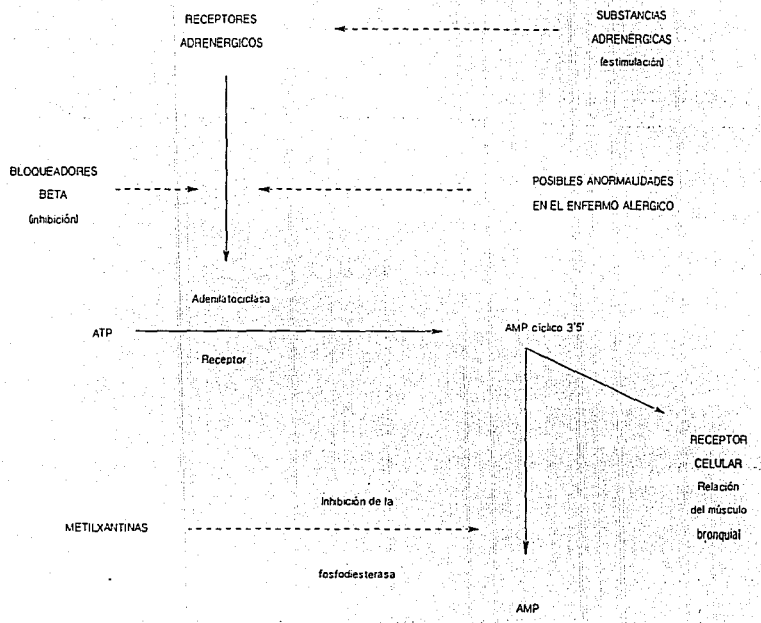 RECEPTORES
ADRENERGICOS
SUBSTANCIAS
ADRENERGICAS
(estimulación)
BLOQUEADORES
BETA
(inhibición)
POSIBLES ANORMALIDADES
EN EL ENFERMO ALERGICO
Adenilatociclasa
ATP
AMP cíclico 3'5'
Receptor
RECEPTOR
CELULAR
Relación
del músculo
bronquial
Inhibición de la
METILXANTINAS
fosfodiesterasa
AMP